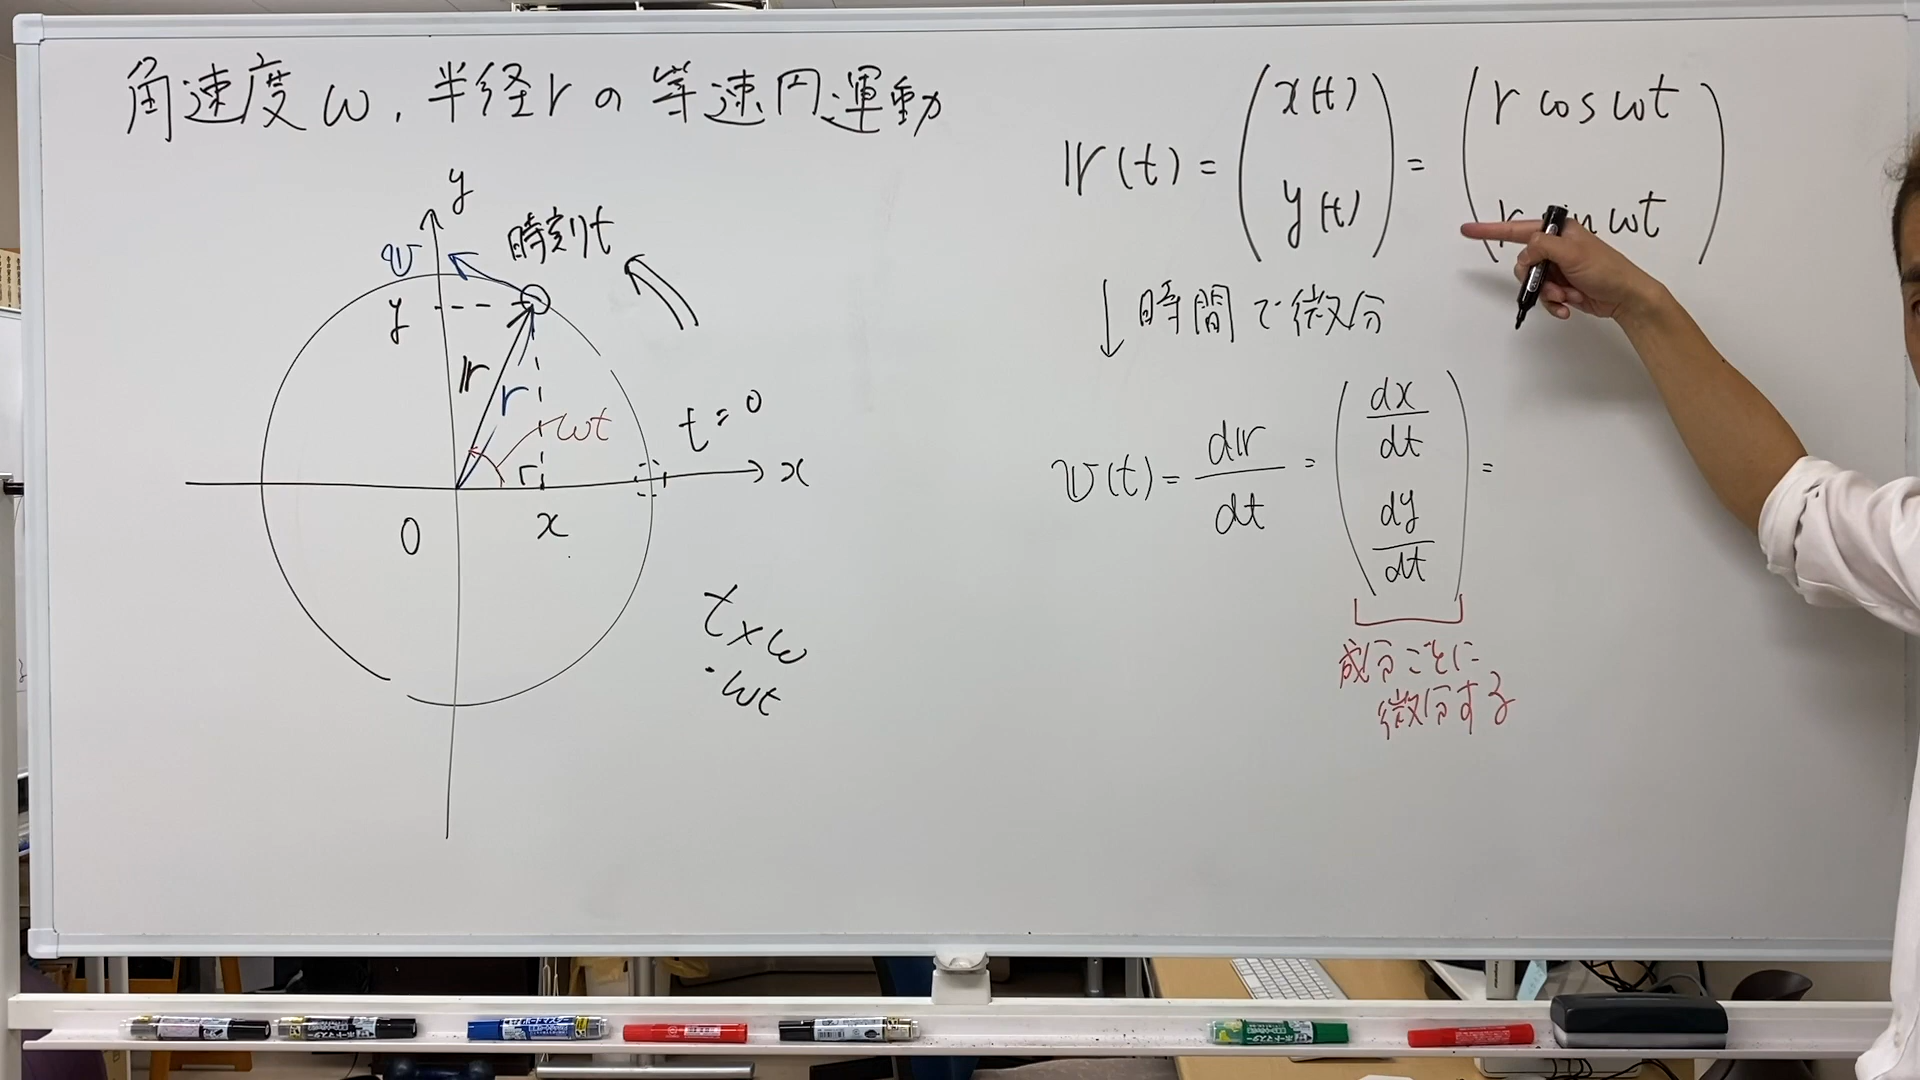 角速度ω, 半径rの等速円運動
y
v
時刻t
y
r
r
ωt
t=0
x
O
x
t×ω
ωt
r(t) = (x(t) y(t)) = (r cos ωt r sin ωt)
↓時間で微分
v(t) = dr/dt = (dx/dt dy/dt) =
成分ごとに
微分する